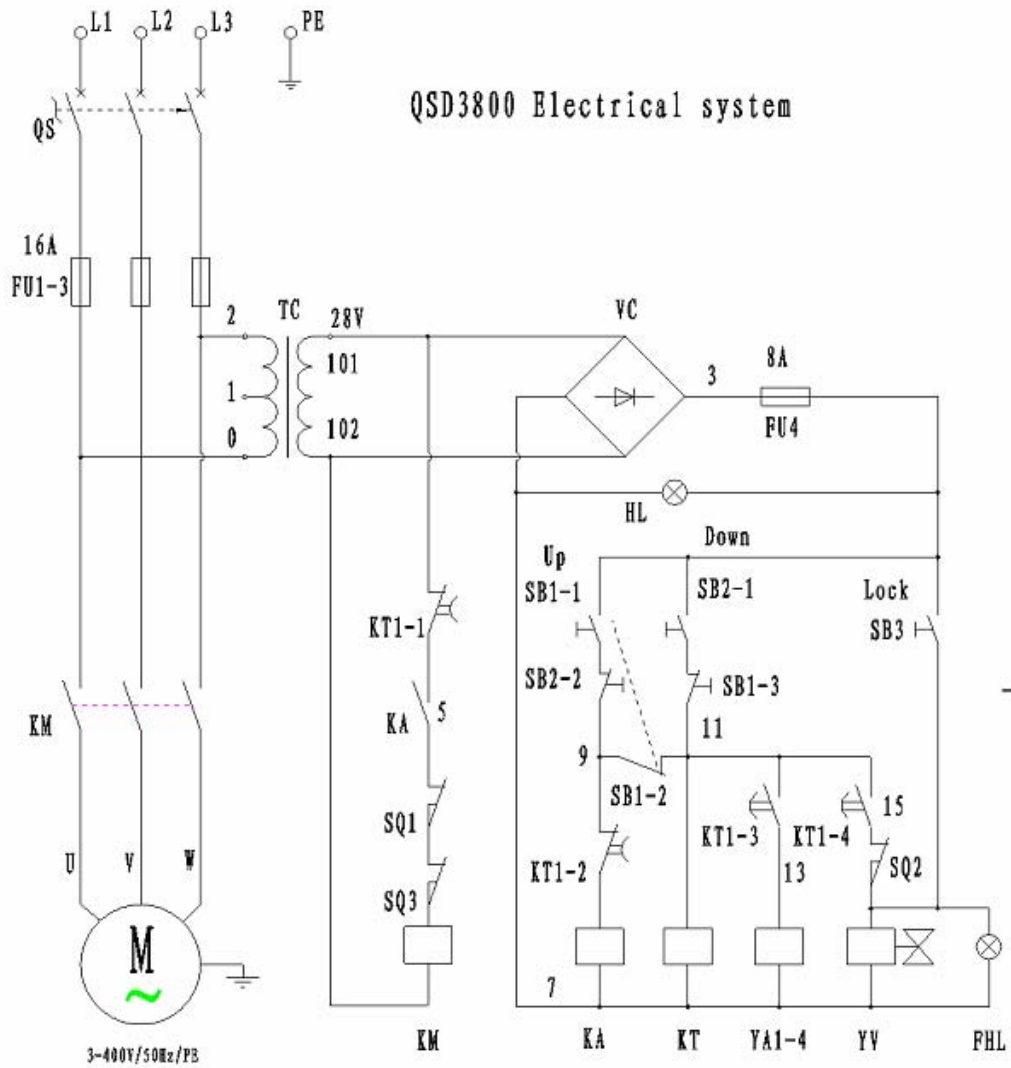 L1 L2 L3 PE
QSD3800 Electrical system
QS
16A
FU1-3
2 TC 28V VC
101
8A
3
1
FU4
0 102
HL
Down
Up
SB1-1 SB2-1 Lock
KT1-1 SB3
SB2-2 SB1-3
KM KA 5 11
9
SB1-2
SQ1 15
KT1-3 KT1-4
U V W KT1-2 13 SQ2
SQ3
M
~
7
KM KA KT YA1-4 YV FHL
3-400V/50Hz/PE